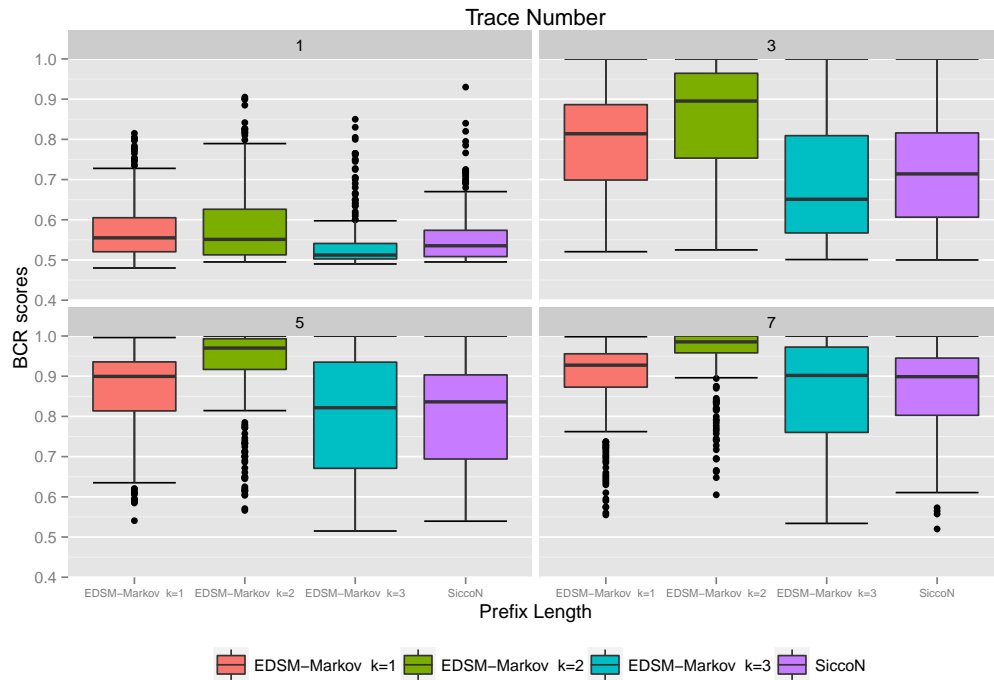 Trace Number
1
3
1.0
0.9
0.8
0.7
0.6
0.5
0.4
5
7
1.0
0.9
0.8
0.7
0.6
0.5
0.4
BCR scores
EDSM-Markov k=1
EDSM-Markov k=2
EDSM-Markov k=3
SiccoN
EDSM-Markov k=1
EDSM-Markov k=2
EDSM-Markov k=3
SiccoN
Prefix Length
EDSM-Markov k=1
EDSM-Markov k=2
EDSM-Markov k=3
SiccoN